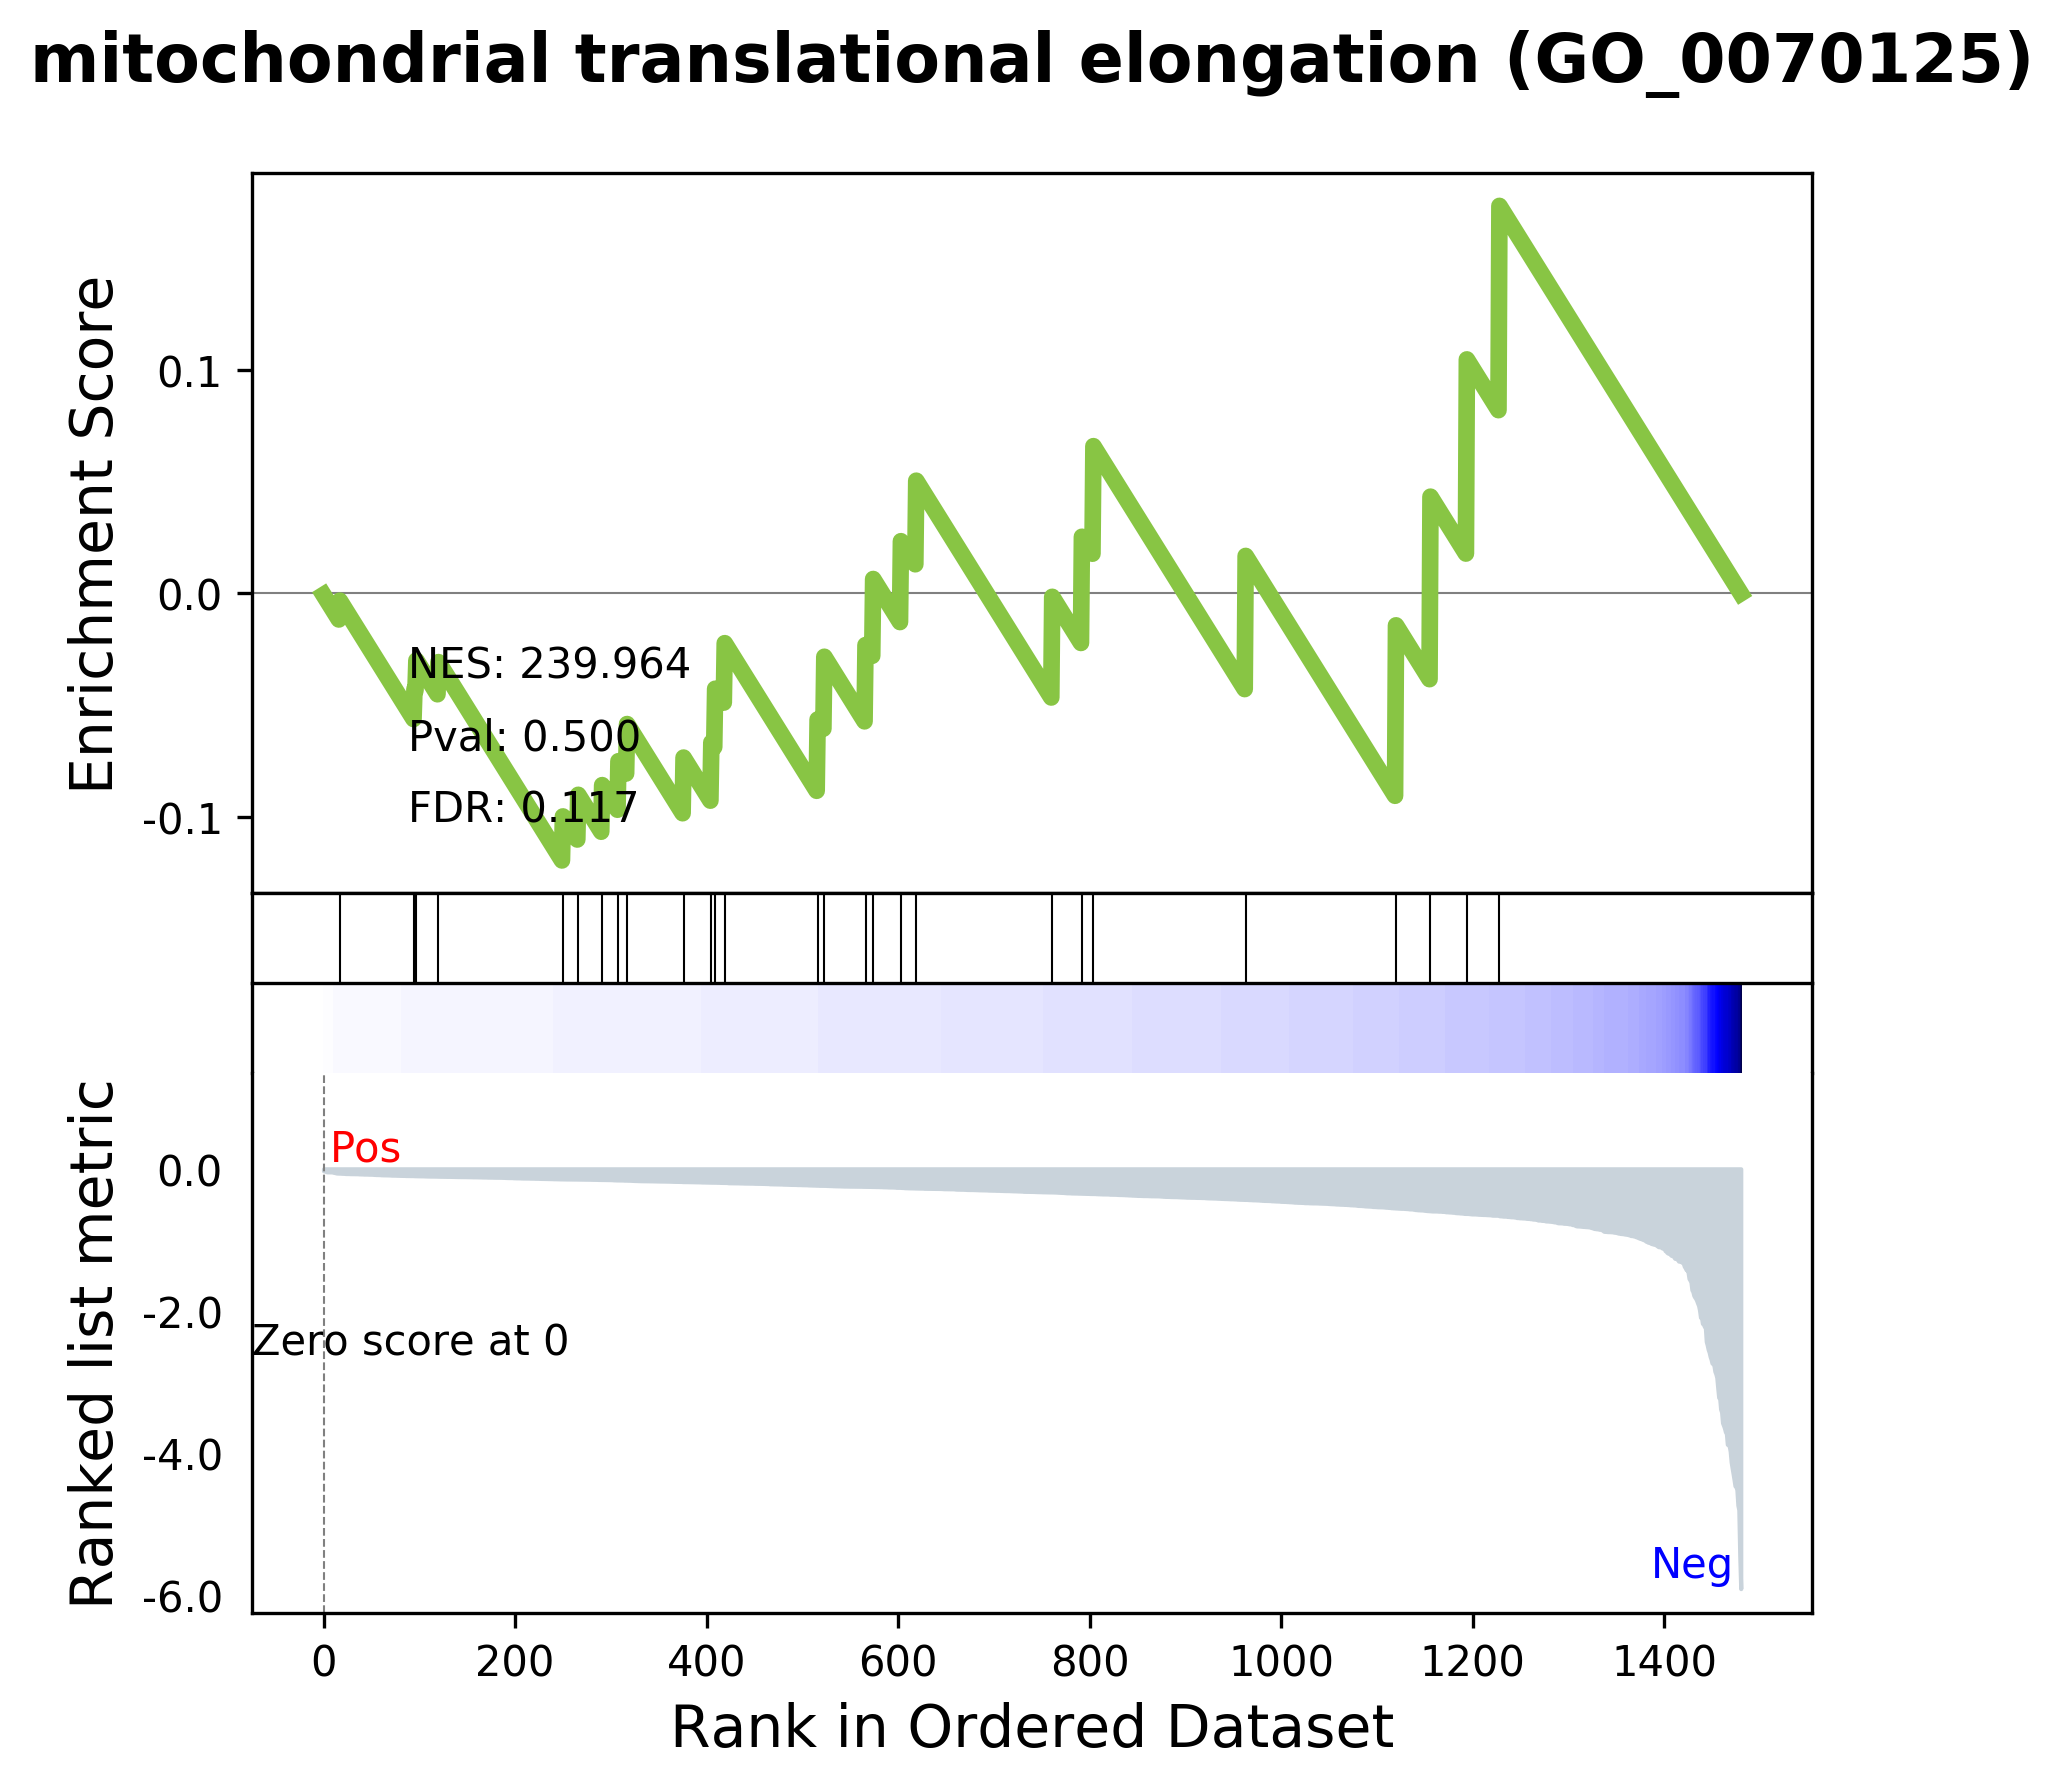 mitochondrial translational elongation (GO_0070125)
Enrichment Score
0.1
0.0
-0.1
NES: 239.964
Pval: 0.500
FDR: 0.117
Ranked list metric
0.0
-2.0
-4.0
-6.0
Pos
Zero score at 0
Neg
0 200 400 600 800 1000 1200 1400
Rank in Ordered Dataset